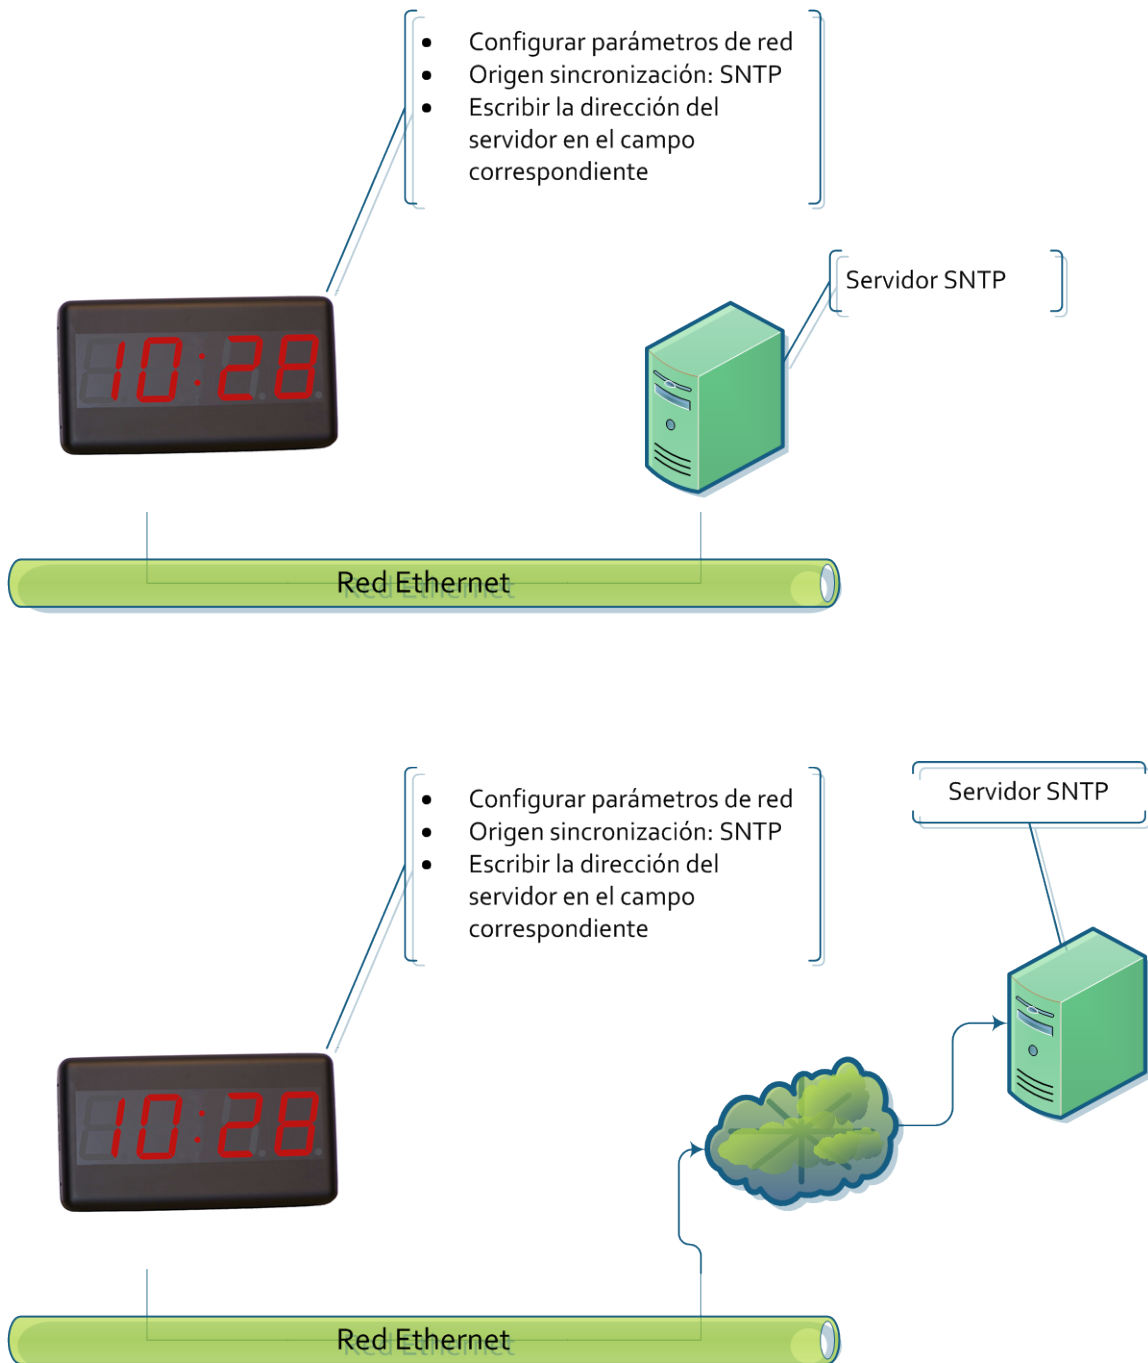 • Configurar parámetros de red
• Origen sincronización: SNTP
• Escribir la dirección del
servidor en el campo
correspondiente
Servidor SNTP
10:28
Red Ethernet
• Configurar parámetros de red
• Origen sincronización: SNTP
• Escribir la dirección del
servidor en el campo
correspondiente
Servidor SNTP
10:28
Red Ethernet